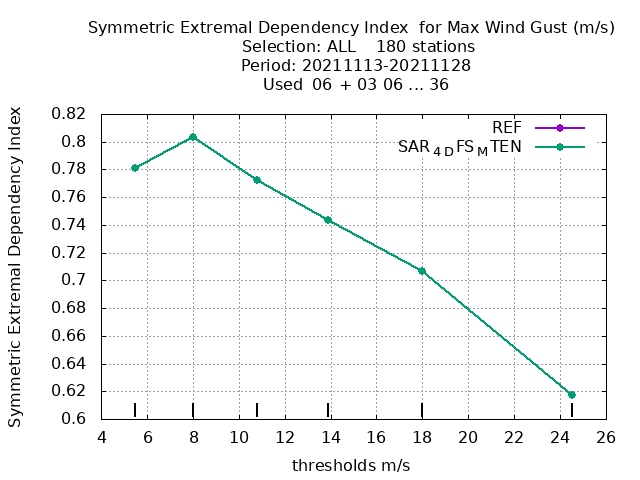 Symmetric Extremal Dependency Index  for Max Wind Gust (m/s)
Selection: ALL    180 stations
Period: 20211113-20211128
Used  06 + 03 06 ... 36
Symmetric Extremal Dependency Index
0.82
0.8
0.78
0.76
0.74
0.72
0.7
0.68
0.66
0.64
0.62
0.6
REF
SAR4DFSMTEN
4 6 8 10 12 14 16 18 20 22 24 26
thresholds m/s